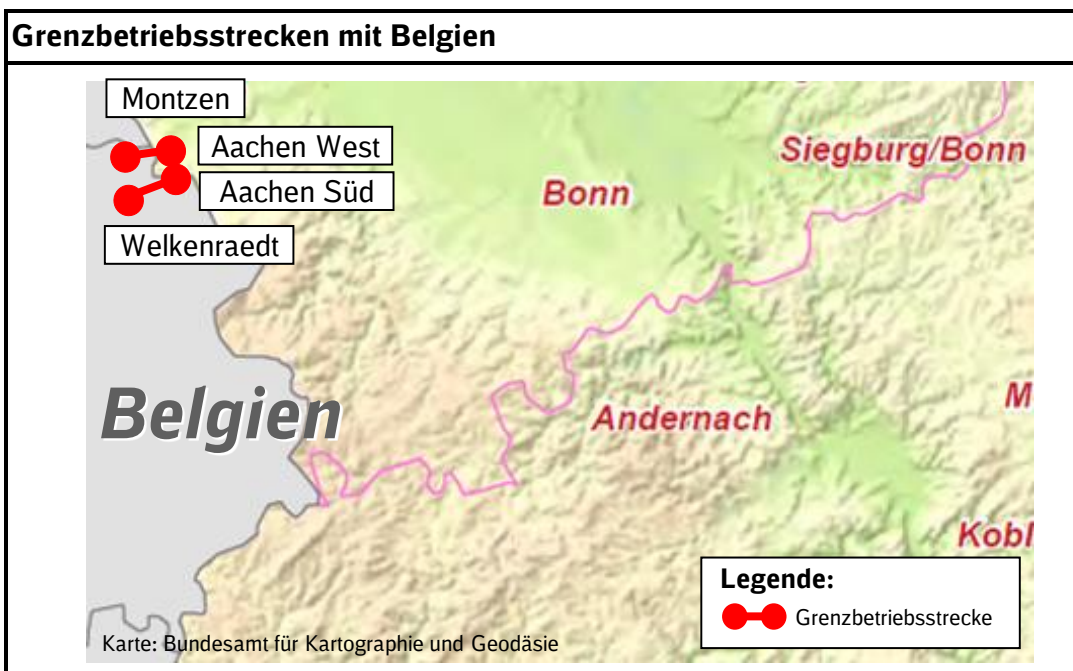 Grenzbetriebsstrecken mit Belgien
Montzen
Aachen West
Aachen Süd
Welkenraedt
Siegburg/Bonn
Bonn
Belgien
Andernach
M
Kobl
Legende:
Grenzbetriebsstrecke
Karte: Bundesamt für Kartographie und Geodäsie